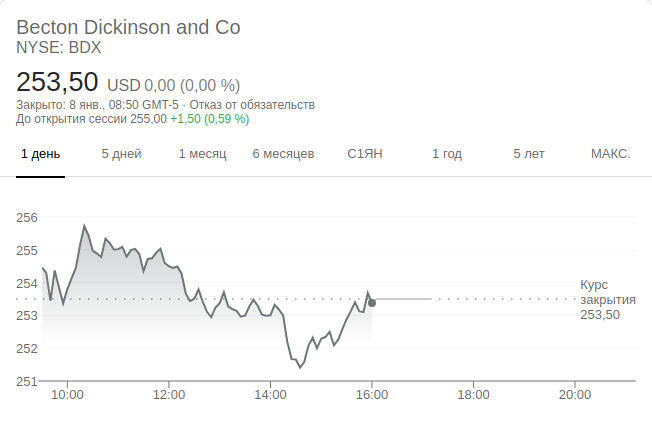 Becton Dickinson and Co
NYSE: BDX
253,50 USD 0,00 (0,00 %)
Закрыто: 8 янв., 08:50 GMT-5 · Отказ от обязательств
До открытия сессии 255,00 +1,50 (0,59 %)
1 день 5 дней 1 месяц 6 месяцев С1ЯН 1 год 5 лет МАКС.
256
255
254
253
252
251
Курс
закрытия
253,50
10:00 12:00 14:00 16:00 18:00 20:00